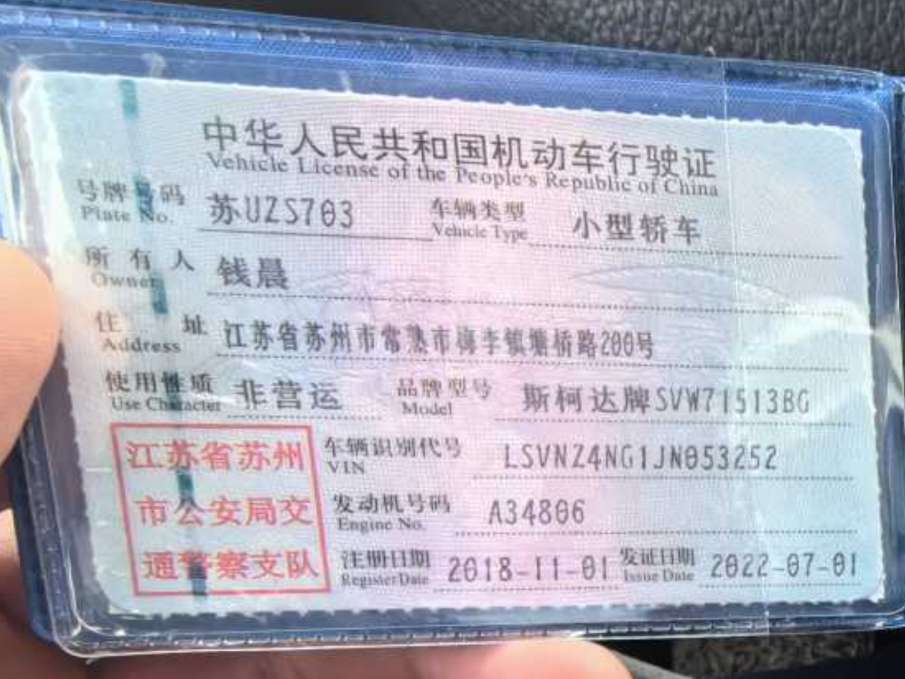 中华人民共和国机动车行驶证
Vehicle License of the People's Republic of China
号牌号码 苏UZS703 车辆类型 小型轿车
Plate No. Vehicle Type
所有人 钱晨
Owner
住址 江苏省苏州市常熟市梅李镇塘桥路200号
Address
使用性质 非营运 品牌型号 斯柯达牌SVW71513BG
Use Character Model
江苏省苏州 车辆识别代号 LSVNZ4NG1JN053252
VIN
市公安局交 发动机号码 A34806
Engine No.
通警察支队 注册日期 2018-11-01 发证日期 2022-07-01
Register Date Issue Date